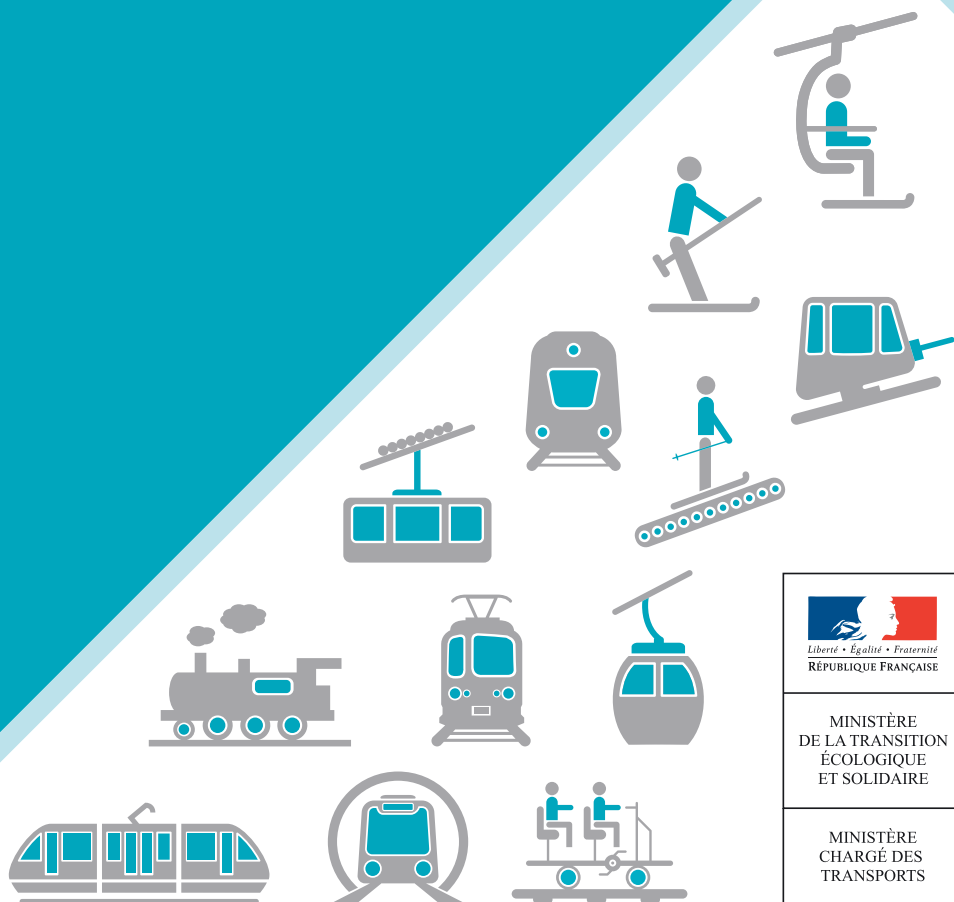 Liberté • Égalité • Fraternité
RÉPUBLIQUE FRANÇAISE
MINISTÈRE
DE LA TRANSITION
ÉCOLOGIQUE
ET SOLIDAIRE
MINISTÈRE
CHARGÉ DES
TRANSPORTS